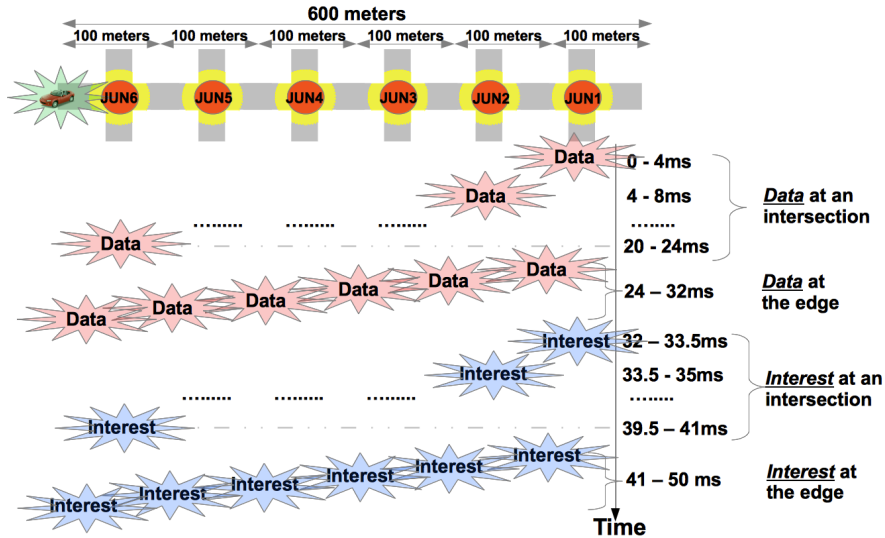 600 meters
100 meters 100 meters 100 meters 100 meters 100 meters 100 meters
JUN6 JUN5 JUN4 JUN3 JUN2 JUN1
Data 0 - 4ms
Data 4 - 8ms
Data at an
intersection
........ ........ ........ ........
Data 20 - 24ms
Data Data Data Data Data Data
24 – 32ms
Data at
the edge
Interest 32 – 33.5ms
Interest 33.5 - 35ms
Interest at an
intersection
........ ........ ........ ........
Interest 39.5 – 41ms
Interest Interest Interest Interest Interest Interest
41 – 50 ms
Interest at
the edge
Time